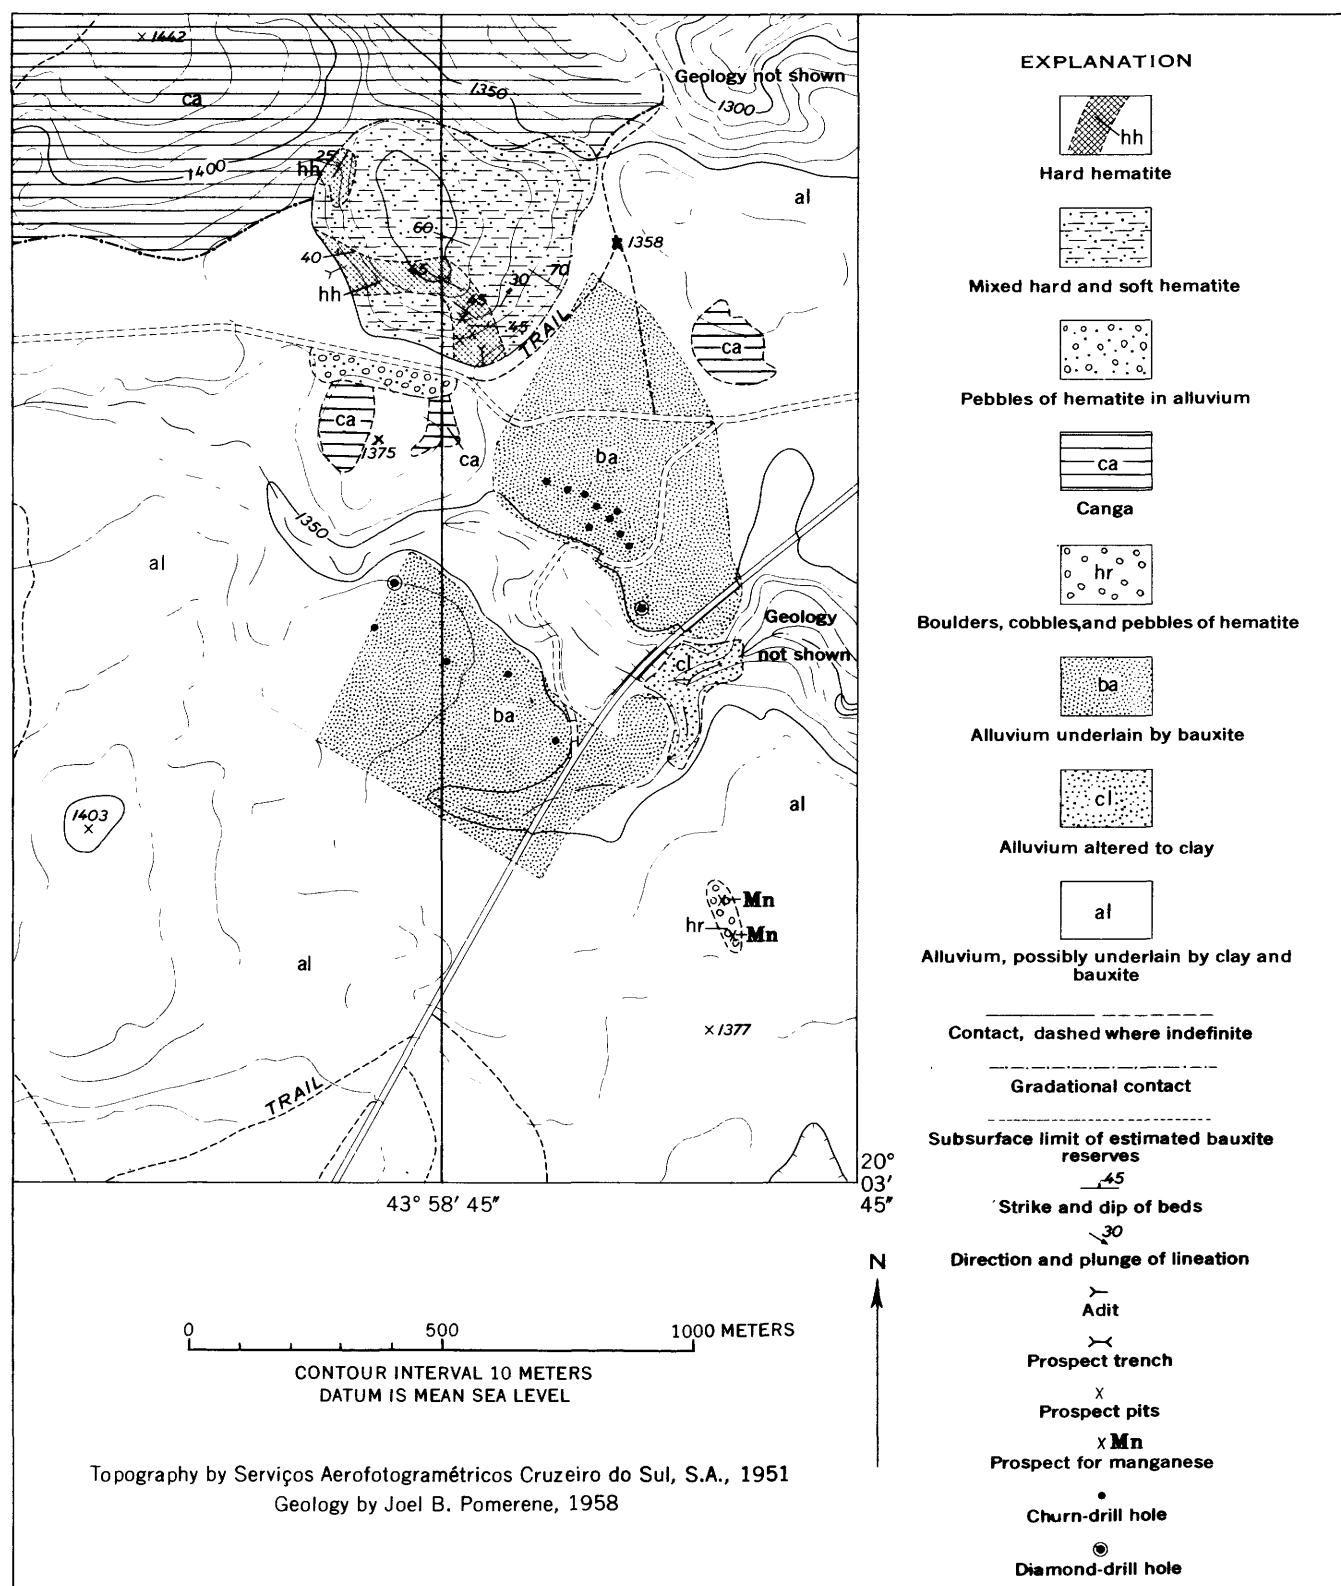 1442
Geology not shown
1350
1300
ca
1400
25
hh
al
60
1358
40
45
hh
30
70
45
45
TRAIL
ca
ca
1375
ca
ba
1350
al
Geology
not shown
cl
ba
1403
al
Mn
hr
Mn
al
1377
TRAIL
20°
03'
45"
43° 58' 45"
N
0 500 1000 METERS
CONTOUR INTERVAL 10 METERS
DATUM IS MEAN SEA LEVEL
Topography by Serviços Aerofotogramétricos Cruzeiro do Sul, S.A., 1951
Geology by Joel B. Pomerene, 1958
EXPLANATION
hh
Hard hematite
Mixed hard and soft hematite
Pebbles of hematite in alluvium
ca
Canga
hr
Boulders, cobbles, and pebbles of hematite
ba
Alluvium underlain by bauxite
cl
Alluvium altered to clay
al
Alluvium, possibly underlain by clay and
bauxite
Contact, dashed where indefinite
Gradational contact
Subsurface limit of estimated bauxite
reserves
45
Strike and dip of beds
30
Direction and plunge of lineation
Adit
Prospect trench
Prospect pits
x Mn
Prospect for manganese
Churn-drill hole
Diamond-drill hole